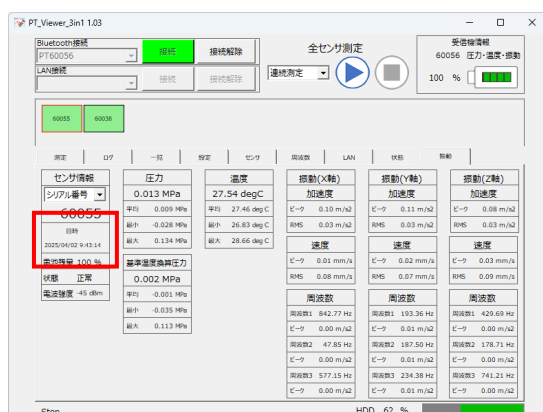 PT_Viewer_3in1 1.03
Bluetooth接続
PT60056
接続
接続解除
LAN接続
接続
接続解除
全センサ測定
連続測定
受信機情報
60056 圧力・温度・振動
100 %
60055 60038
測定 ログ 一覧 設定 センサ 周波数 LAN 状態 振動
センサ情報
シリアル番号
60055
日時
2025/04/02 9:43:14
電池残量 100 %
状態 正常
電波強度 -45 dBm
圧力
0.013 MPa
平均 0.009 MPa
最小 -0.028 MPa
最大 0.134 MPa
基準温度換算圧力
0.002 MPa
平均 -0.001 MPa
最小 -0.035 MPa
最大 0.113 MPa
温度
27.54 degC
平均 27.46 deg C
最小 26.83 deg C
最大 28.66 deg C
振動(X軸)
加速度
ピーク 0.10 m/s2
RMS 0.03 m/s2
速度
ピーク 0.01 mm/s
RMS 0.08 mm/s
周波数
周波数1 842.77 Hz
ピーク 0.00 m/s2
周波数2 47.85 Hz
ピーク 0.00 m/s2
周波数3 577.15 Hz
ピーク 0.00 m/s2
振動(Y軸)
加速度
ピーク 0.11 m/s2
RMS 0.03 m/s2
速度
ピーク 0.02 mm/s
RMS 0.07 mm/s
周波数
周波数1 193.36 Hz
ピーク 0.01 m/s2
周波数2 187.50 Hz
ピーク 0.01 m/s2
周波数3 234.38 Hz
ピーク 0.01 m/s2
振動(Z軸)
加速度
ピーク 0.08 m/s2
RMS 0.03 m/s2
速度
ピーク 0.03 mm/s
RMS 0.09 mm/s
周波数
周波数1 429.69 Hz
ピーク 0.00 m/s2
周波数2 178.71 Hz
ピーク 0.00 m/s2
周波数3 741.21 Hz
ピーク 0.00 m/s2
Stop
HDD 62 %